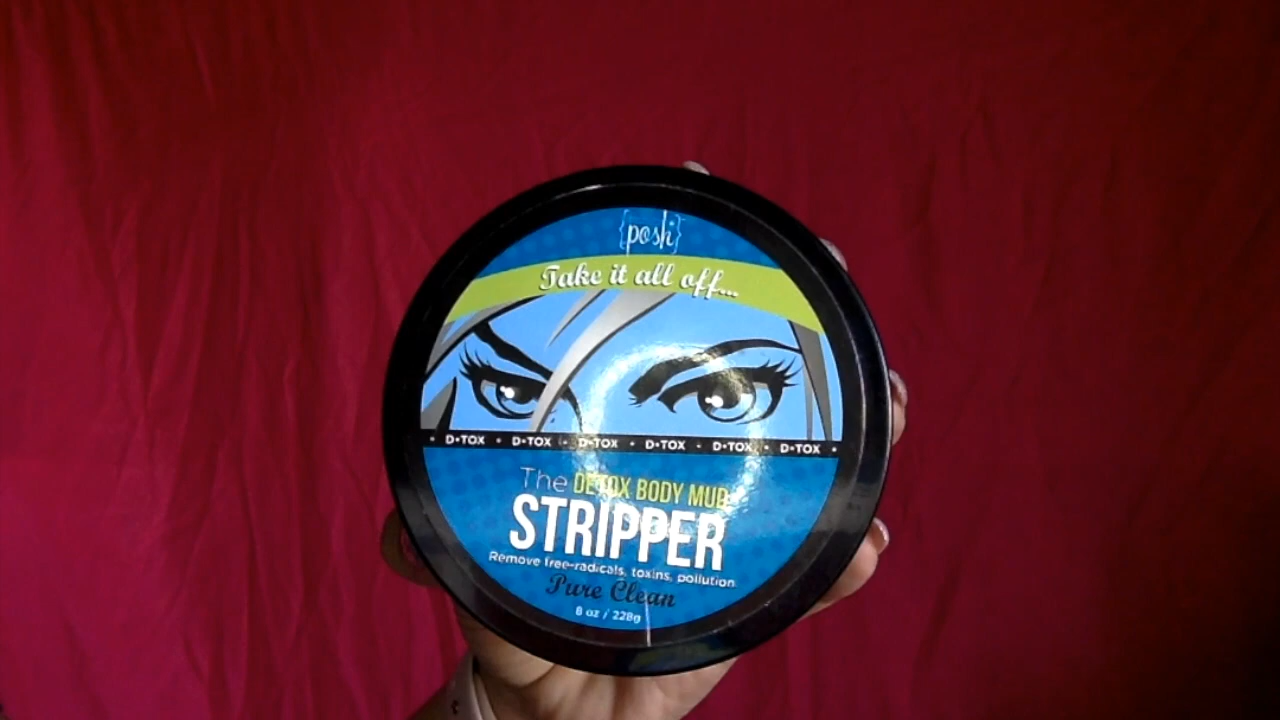 {posh}
Take it all off...
• D•TOX • D•TOX • D•TOX • D•TOX • D•TOX • D•TOX •
The DETOX BODY MUD
STRIPPER
Remove free-radicals, toxins, pollution
Pure Clean
8 oz / 228g